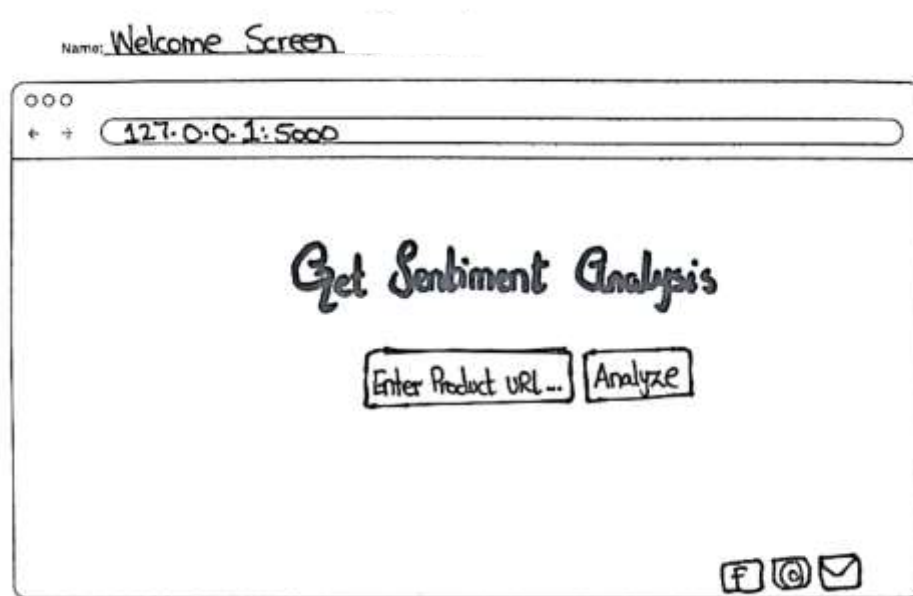 Name: Welcome Screen
127.0.0.1:5000
Get Sentiment Analysis
Enter Product URL... Analyze
f @